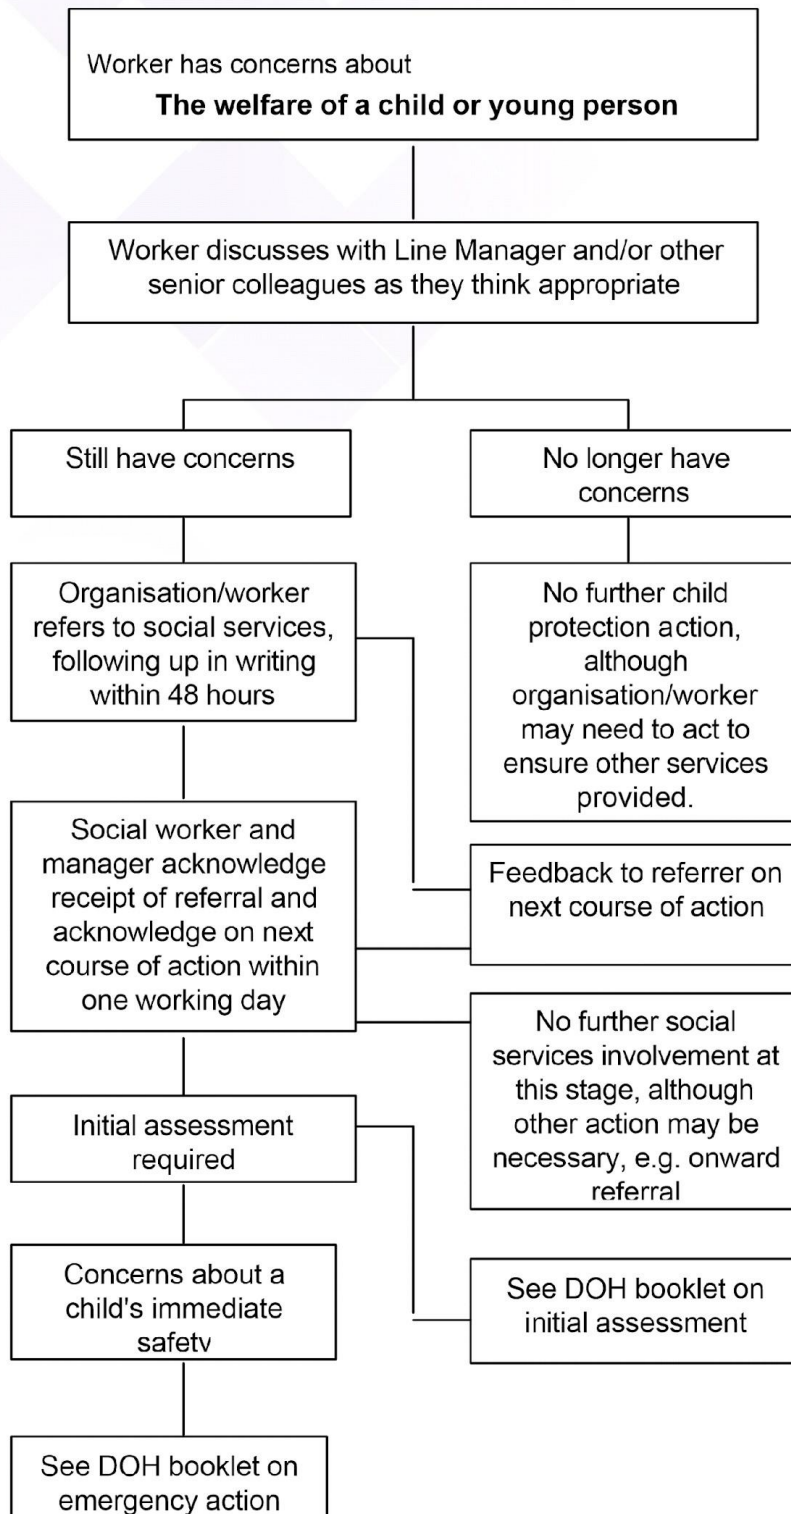 Worker has concerns about
The welfare of a child or young person
Worker discusses with Line Manager and/or other
senior colleagues as they think appropriate
Still have concerns
No longer have
concerns
Organisation/worker
refers to social services,
following up in writing
within 48 hours
No further child
protection action,
although
organisation/worker
may need to act to
ensure other services
provided.
Social worker and
manager acknowledge
receipt of referral and
acknowledge on next
course of action within
one working day
Feedback to referrer on
next course of action
No further social
services involvement at
this stage, although
other action may be
necessary, e.g. onward
referral
Initial assessment
required
Concerns about a
child's immediate
safety
See DOH booklet on
initial assessment
See DOH booklet on
emergency action